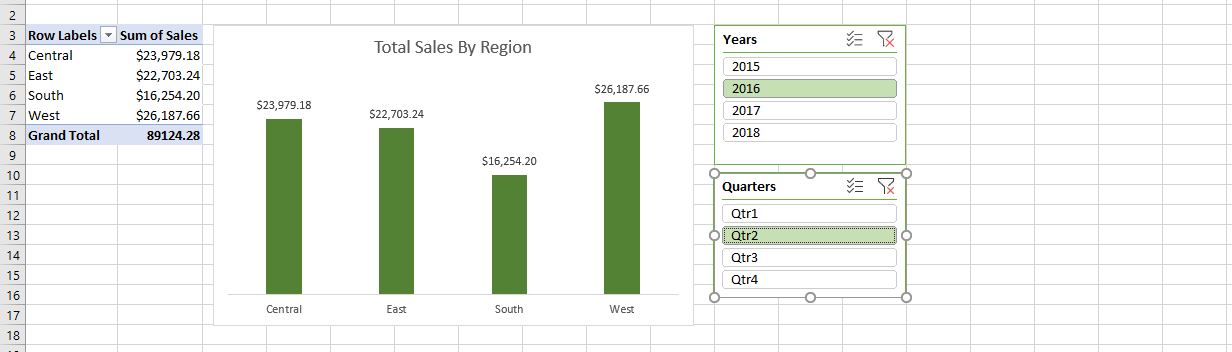 2
3 Row Labels Sum of Sales
4 Central $23,979.18
5 East $22,703.24
6 South $16,254.20
7 West $26,187.66
8 Grand Total 89124.28
9
10
11
12
13
14
15
16
17
18
Total Sales By Region
$23,979.18 $22,703.24 $16,254.20 $26,187.66
Central East South West
Years
2015
2016
2017
2018
Quarters
Qtr1
Qtr2
Qtr3
Qtr4